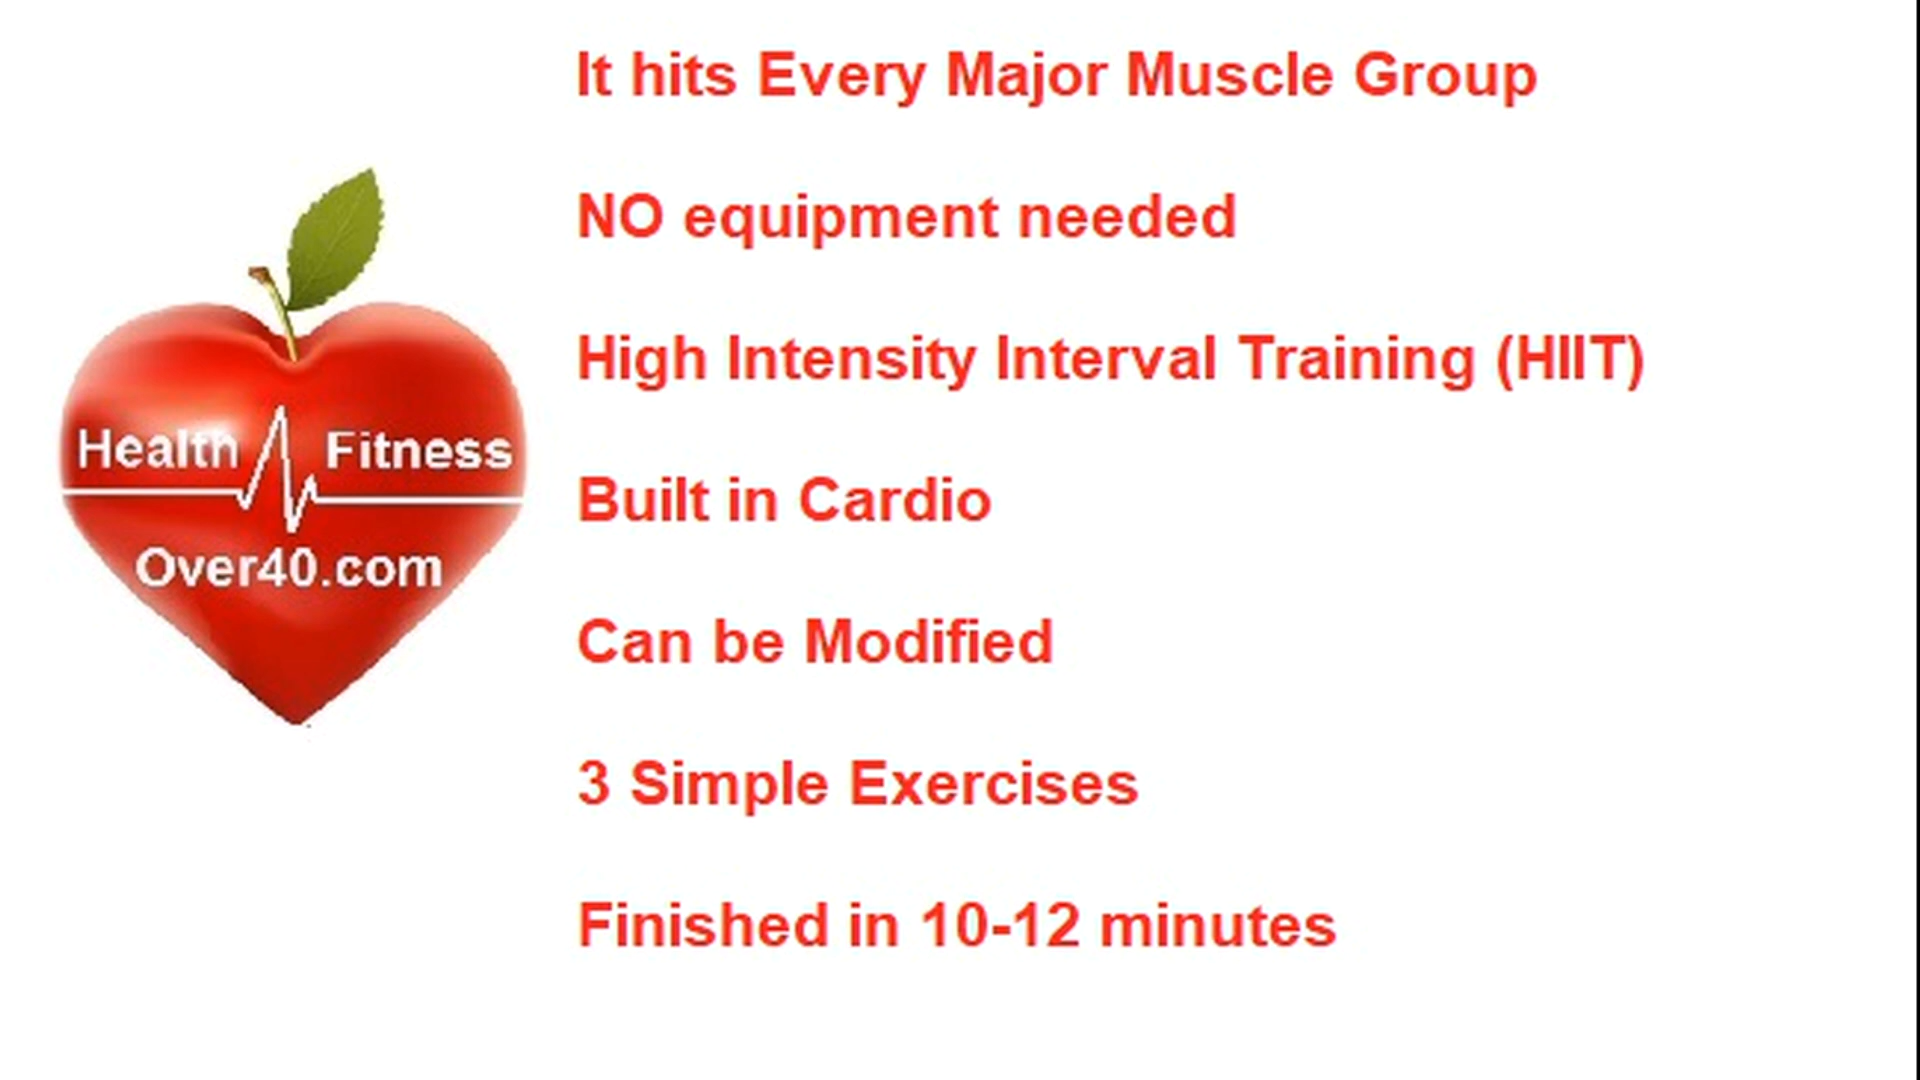 It hits Every Major Muscle Group
NO equipment needed
High Intensity Interval Training (HIIT)
Health Fitness
Over40.com
Built in Cardio
Can be Modified
3 Simple Exercises
Finished in 10-12 minutes